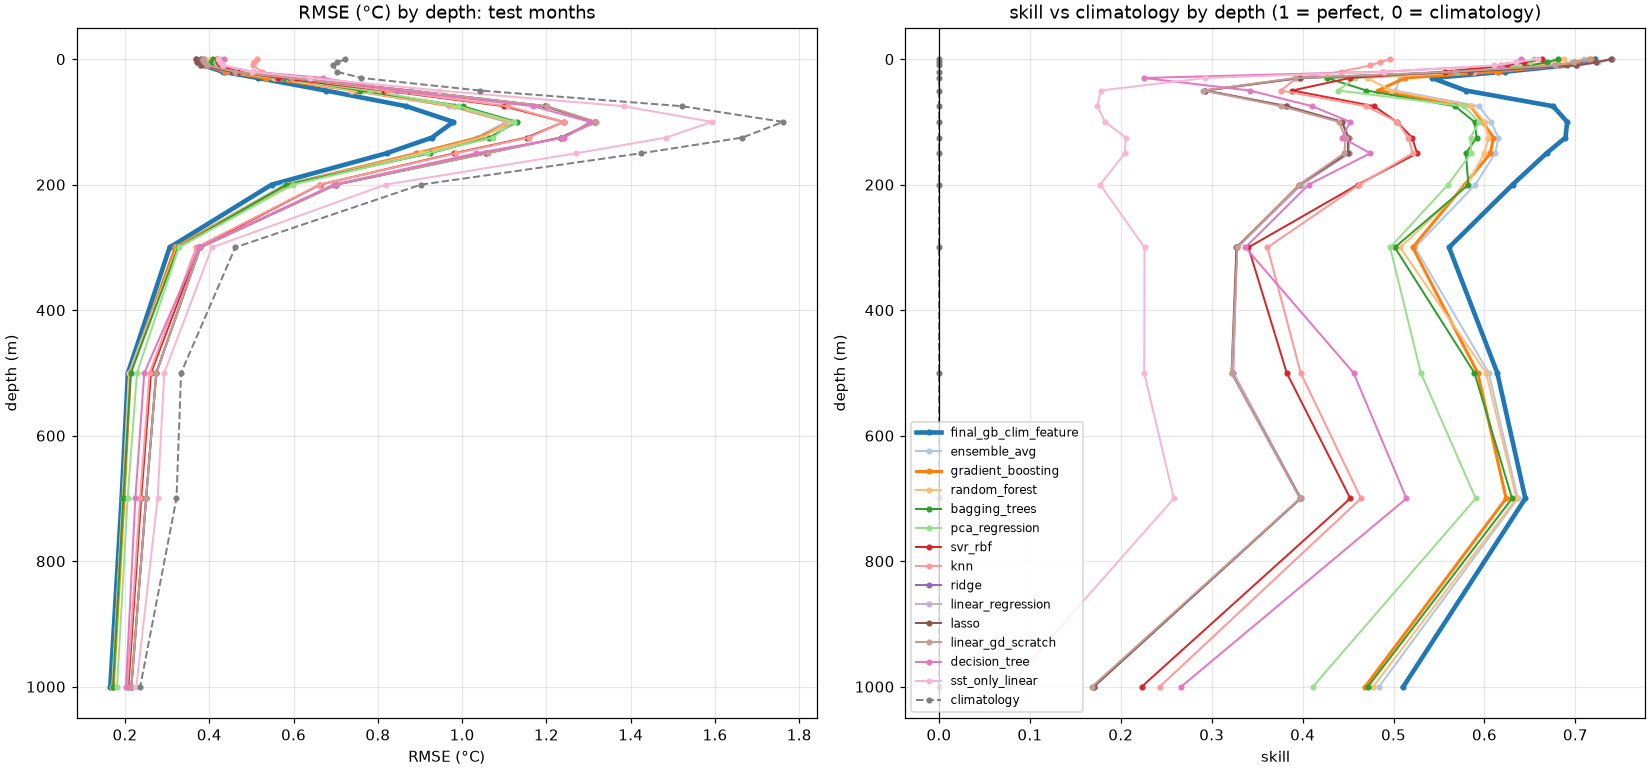 RMSE (°C) by depth: test months
0
200
400
600
800
1000
depth (m)
0.2 0.4 0.6 0.8 1.0 1.2 1.4 1.6 1.8
RMSE (°C)
skill vs climatology by depth (1 = perfect, 0 = climatology)
0
200
400
600
800
1000
depth (m)
final_gb_clim_feature
ensemble_avg
gradient_boosting
random_forest
bagging_trees
pca_regression
svr_rbf
knn
ridge
linear_regression
lasso
linear_gd_scratch
decision_tree
sst_only_linear
climatology
0.0 0.1 0.2 0.3 0.4 0.5 0.6 0.7
skill